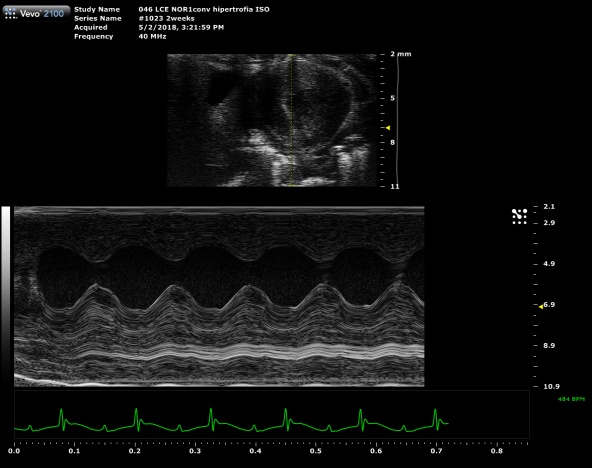 Vevo 2100
Study Name 046 LCE NOR1conv hipertrofia ISO
Series Name #1023 2weeks
Acquired 5/2/2018, 3:21:59 PM
Frequency 40 MHz
2 mm
5
8
11
2.1
2.9
4.9
6.9
8.9
10.9
484 BPM
0.0 0.1 0.2 0.3 0.4 0.5 0.6 0.7 0.8